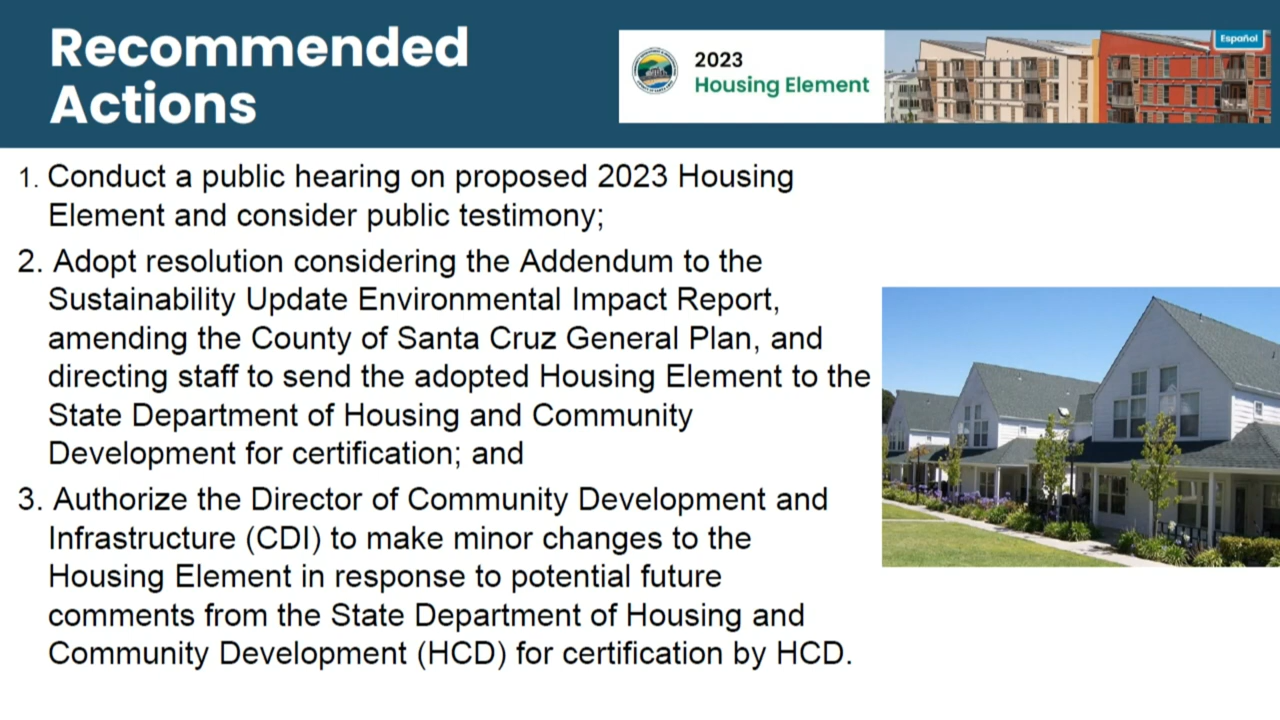 Recommended
Actions
2023
Housing Element
Español
1. Conduct a public hearing on proposed 2023 Housing
Element and consider public testimony;
2. Adopt resolution considering the Addendum to the
Sustainability Update Environmental Impact Report,
amending the County of Santa Cruz General Plan, and
directing staff to send the adopted Housing Element to the
State Department of Housing and Community
Development for certification; and
3. Authorize the Director of Community Development and
Infrastructure (CDI) to make minor changes to the
Housing Element in response to potential future
comments from the State Department of Housing and
Community Development (HCD) for certification by HCD.